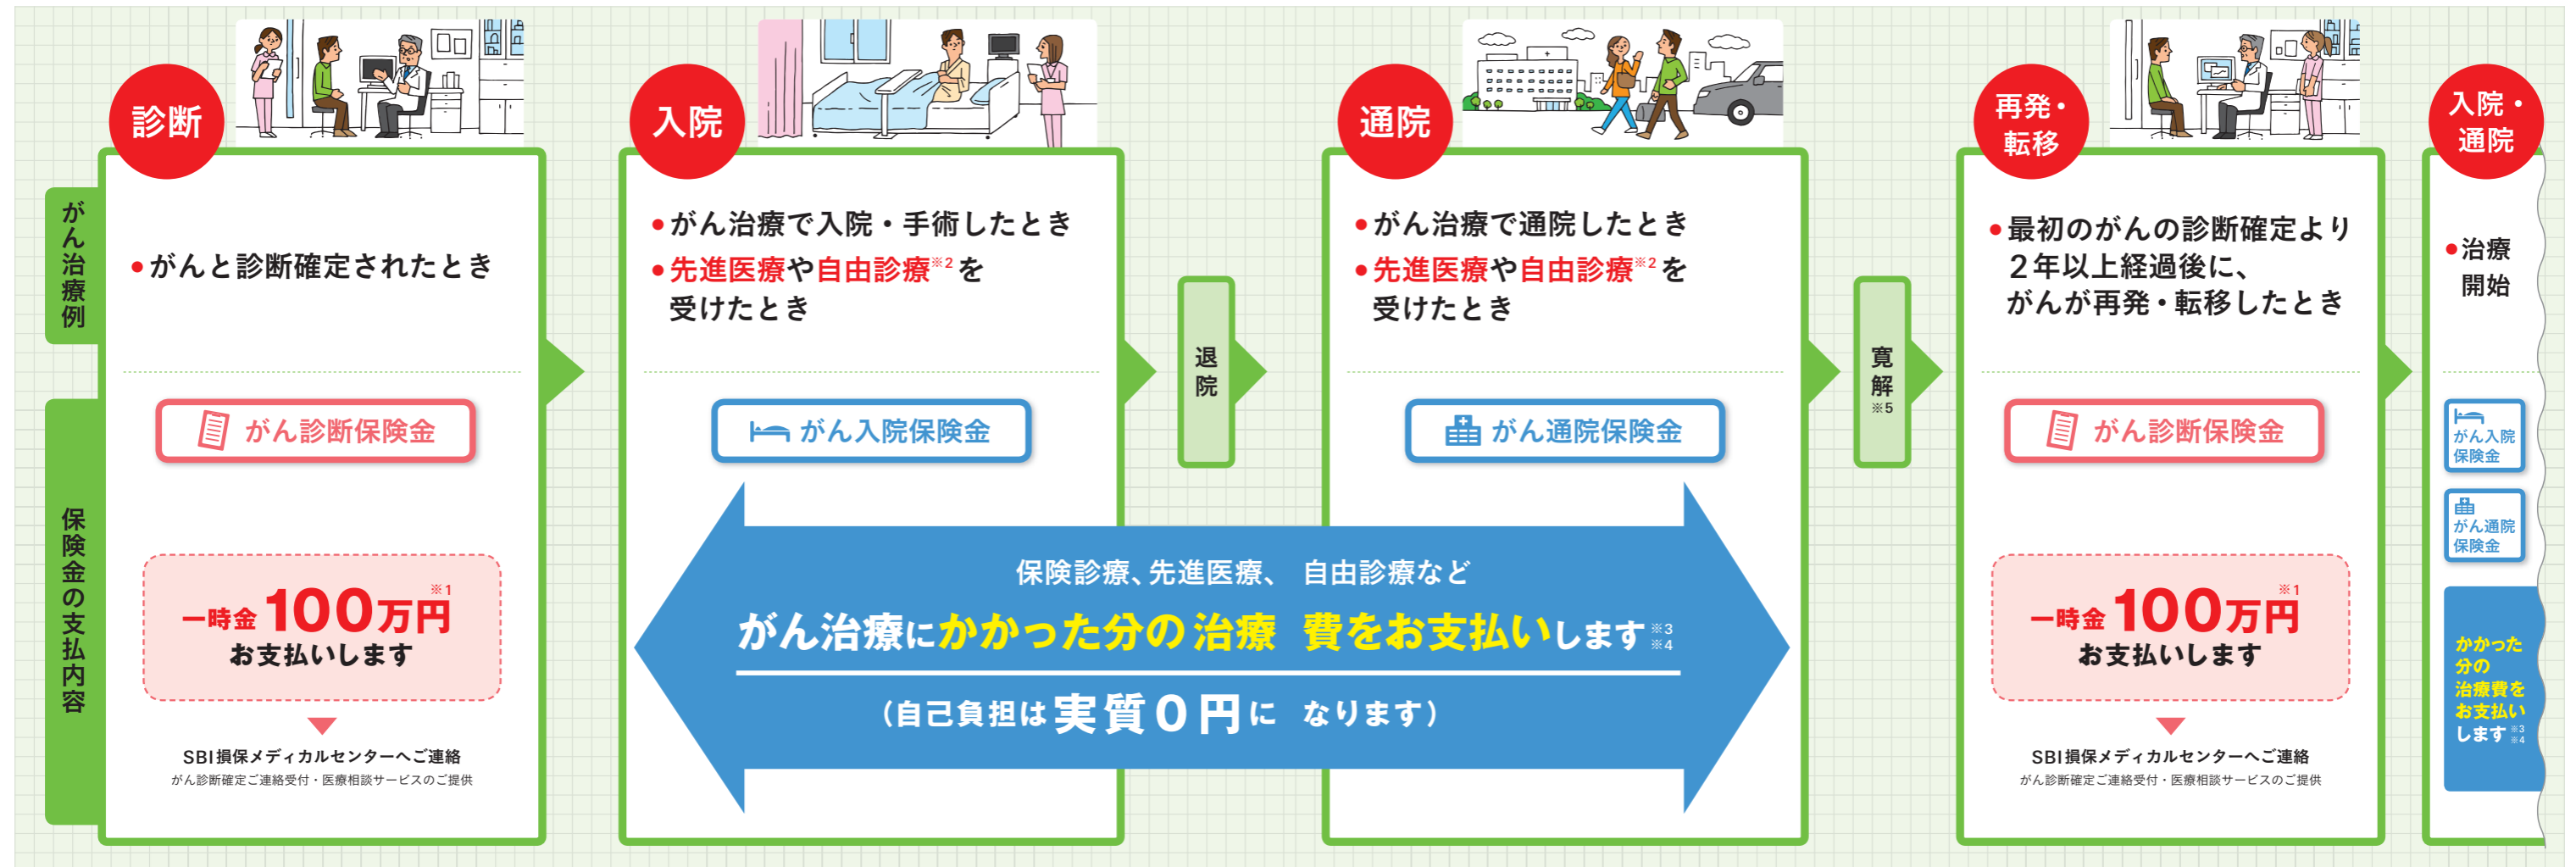 がん治療例
保険金の支払内容
診断
●がんと診断確定されたとき
がん診断保険金
一時金100万円※1
お支払いします
SBI損保メディカルセンターへご連絡
がん診断確定ご連絡受付・医療相談サービスのご提供
入院
●がん治療で入院・手術したとき
●先進医療や自由診療※2を
受けたとき
がん入院保険金
退院
通院
●がん治療で通院したとき
●先進医療や自由診療※2を
受けたとき
がん通院保険金
保険診療、先進医療、自由診療など
がん治療にかかった分の治療費をお支払いします※3※4
(自己負担は実質0円になります)
寛解
※5
再発・
転移
●最初のがんの診断確定より
2年以上経過後に、
がんが再発・転移したとき
がん診断保険金
一時金100万円※1
お支払いします
SBI損保メディカルセンターへご連絡
がん診断確定ご連絡受付・医療相談サービスのご提供
入院・
通院
●治療
開始
がん入院
保険金
がん通院
保険金
かかった
分の
治療費を
お支払い
します※3※4